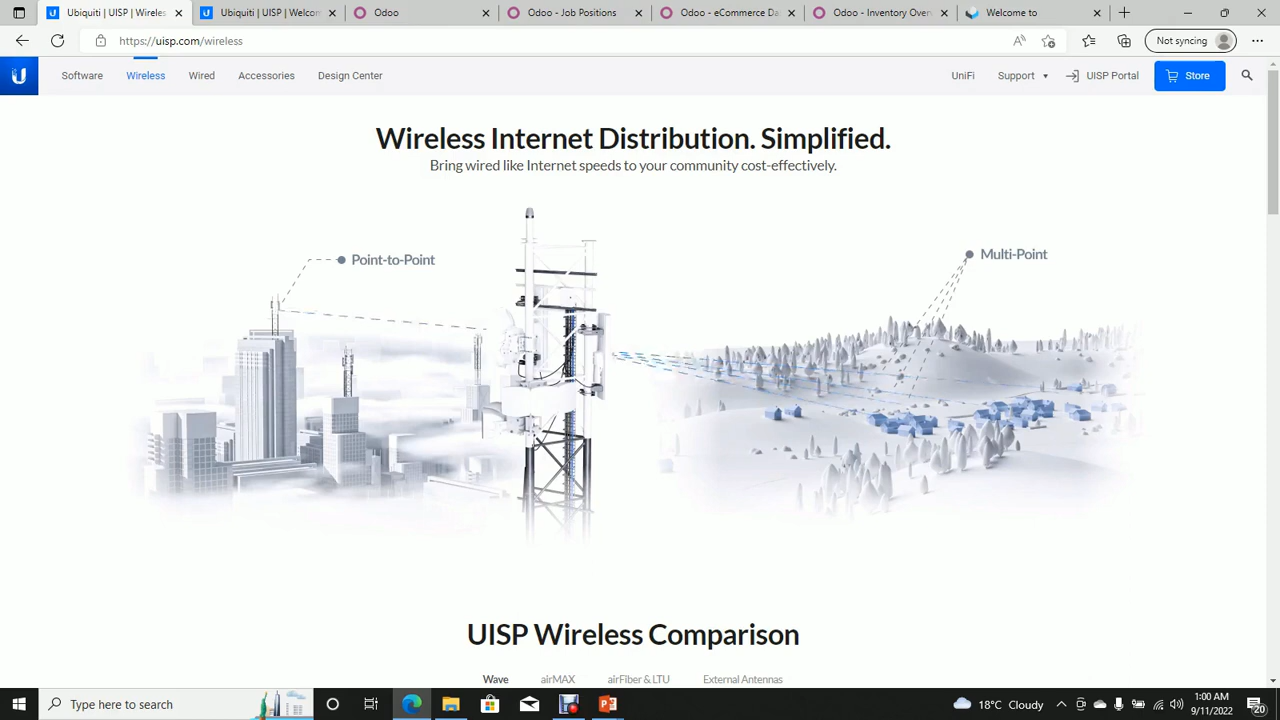 Ubiquiti | UISP | Wireles
Ubiquiti | UISP | Welcom
Odoo
Odoo - Job Positions
Odoo - eCommerce Da
Odoo - Inventory Over
Welcome to
https://uisp.com/wireless
Not syncing
Software
Wireless
Wired
Accessories
Design Center
UniFi
Support
UISP Portal
Store
Wireless Internet Distribution. Simplified.
Bring wired like Internet speeds to your community cost-effectively.
Point-to-Point
Multi-Point
UISP Wireless Comparison
Wave
airMAX
airFiber & LTU
External Antennas
Type here to search
18°C Cloudy
1:00 AM
9/11/2022
20